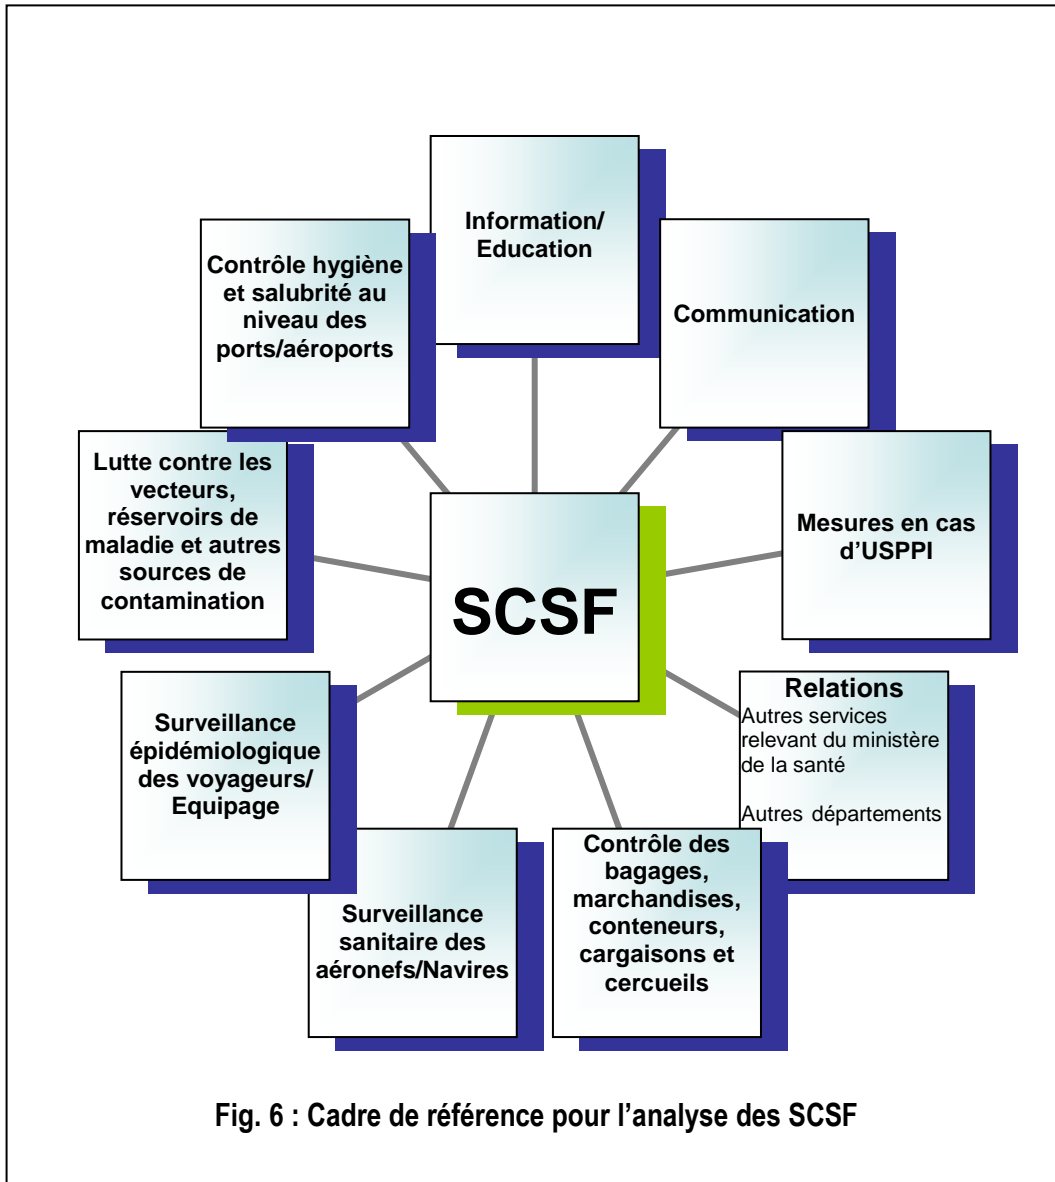 Information/
Education
Communication
Mesures en cas
d’USPPI
Relations
Autres services
relevant du ministère
de la santé
Autres départements
Contrôle des
bagages,
marchandises,
conteneurs,
cargaisons et
cercueils
Surveillance
sanitaire des
aéronefs/Navires
Surveillance
épidémiologique
des voyageurs/
Equipage
Lutte contre les
vecteurs,
réservoirs de
maladie et autres
sources de
contamination
Contrôle hygiène
et salubrité au
niveau des
ports/aéroports
SCSF
Fig. 6 : Cadre de référence pour l’analyse des SCSF